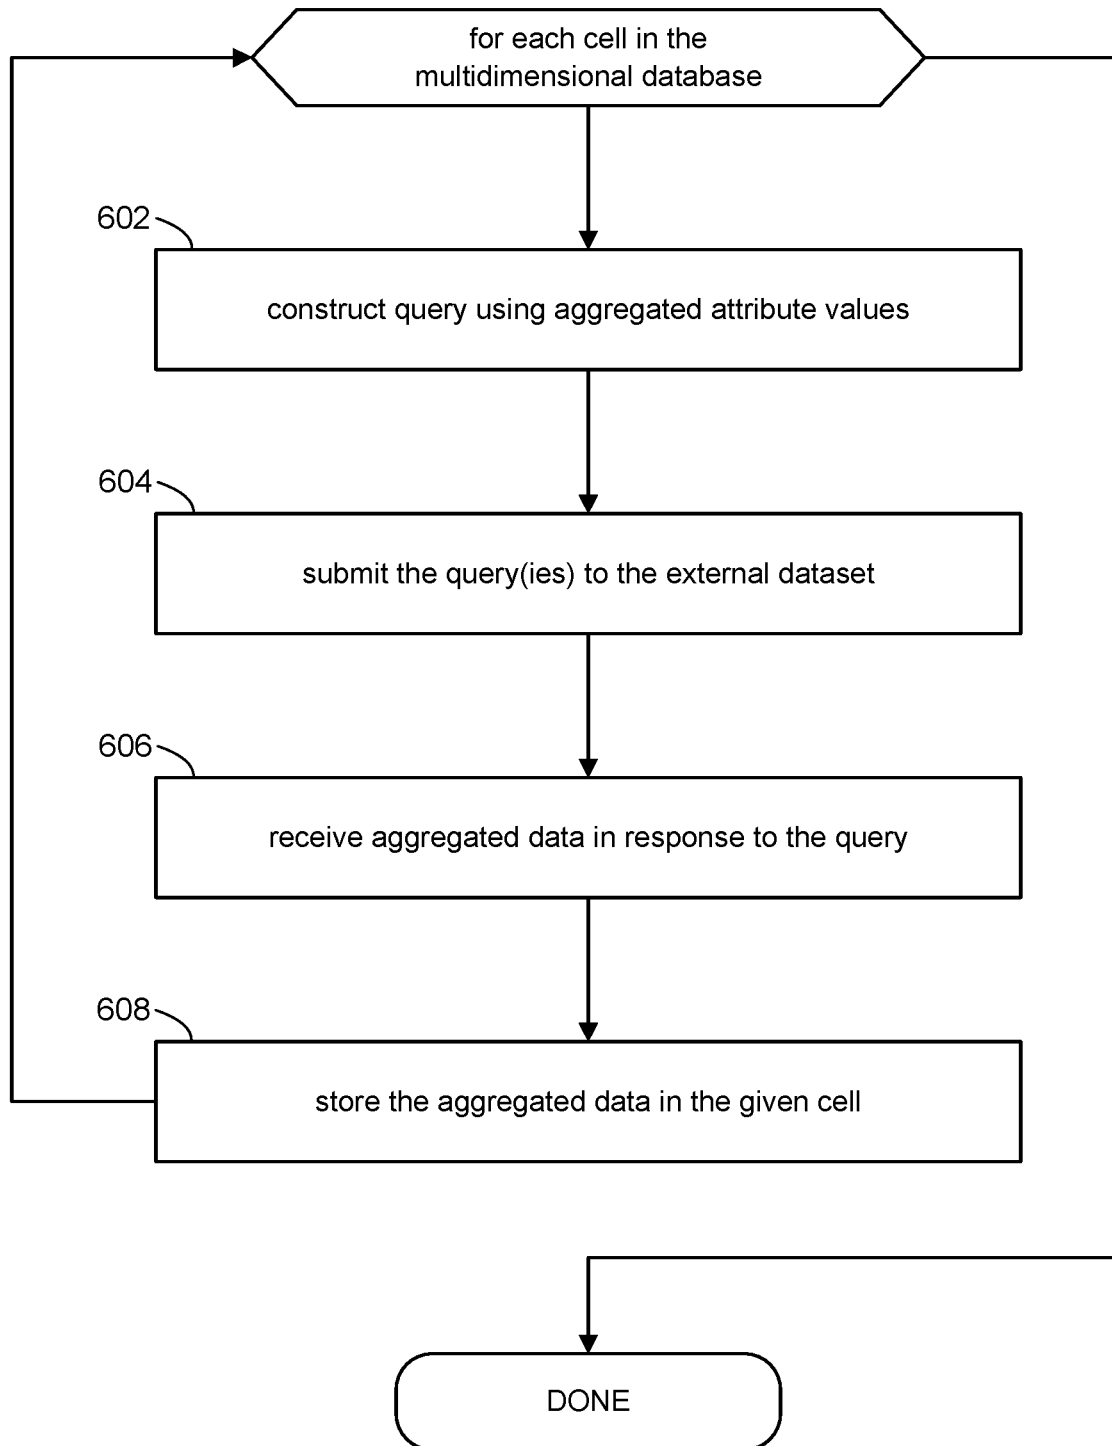 for each cell in the
multidimensional database
602
construct query using aggregated attribute values
604
submit the query(ies) to the external dataset
606
receive aggregated data in response to the query
608
store the aggregated data in the given cell
DONE